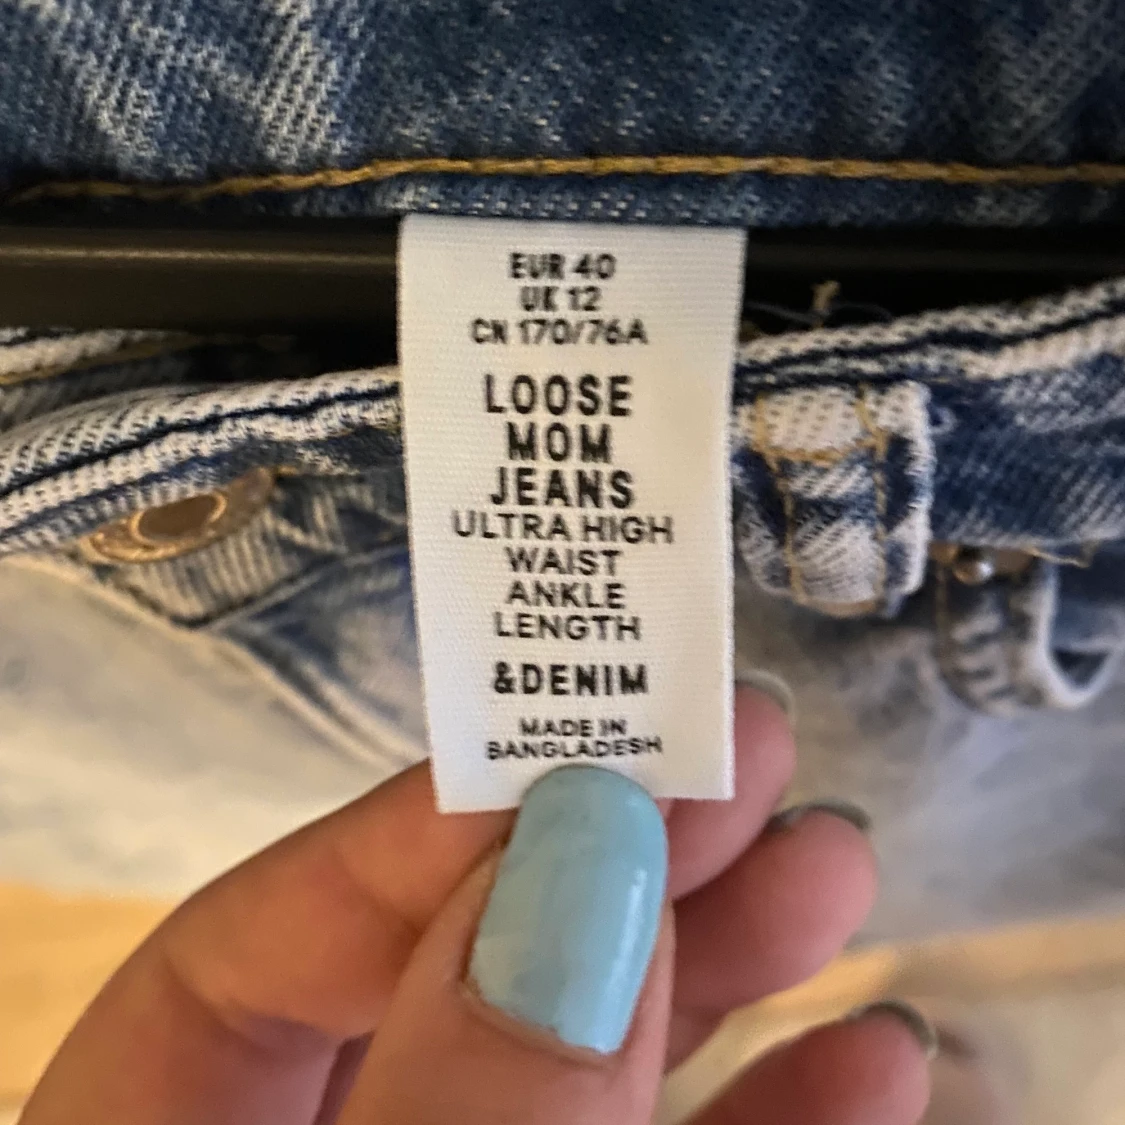 EUR 40
UK 12
CN 170/76A
LOOSE
MOM
JEANS
ULTRA HIGH
WAIST
ANKLE
LENGTH
&DENIM
MADE IN
BANGLADESH